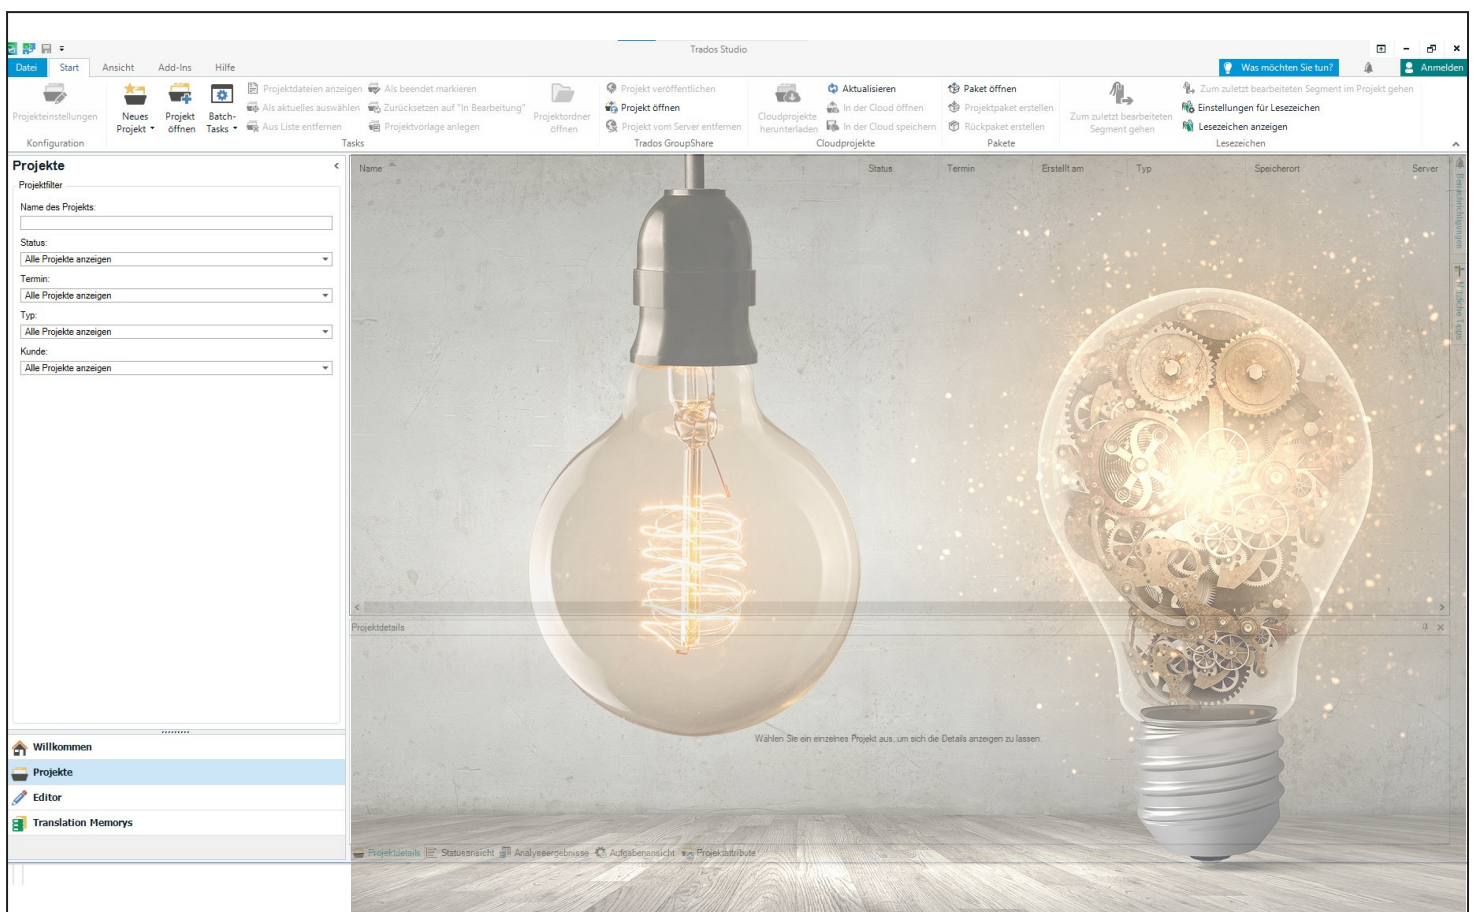 Trados Studio
Datei Start Ansicht Add-Ins Hilfe Was möchten Sie tun? Anmelden
Projekteinstellungen
Konfiguration
Neues Projekt
Projekt öffnen
Batch-Tasks
Projektdateien anzeigen
Als aktuelles auswählen
Aus Liste entfernen
Als beendet markieren
Zurücksetzen auf "In Bearbeitung"
Projektvorlage anlegen
Projektordner öffnen
Tasks
Projekt veröffentlichen
Projekt öffnen
Projekt vom Server entfernen
Trados GroupShare
Cloudprojekte herunterladen
Aktualisieren
In der Cloud öffnen
In der Cloud speichern
Cloudprojekte
Paket öffnen
Projektpaket erstellen
Rückpaket erstellen
Pakete
Zum zuletzt bearbeiteten Segment gehen
Zum zuletzt bearbeiteten Segment im Projekt gehen
Einstellungen für Lesezeichen
Lesezeichen anzeigen
Lesezeichen
Projekte
Projektfilter
Name des Projekts:
Status:
Alle Projekte anzeigen
Termin:
Alle Projekte anzeigen
Typ:
Alle Projekte anzeigen
Kunde:
Alle Projekte anzeigen
Willkommen
Projekte
Editor
Translation Memorys
Name Status Termin Erstellt am Typ Speicherort Server
Benachrichtigungen
Nützliche Tipps
Projektdetails
Wählen Sie ein einzelnes Projekt aus, um sich die Details anzeigen zu lassen.
Projektdetails Statusansicht Analyseergebnisse Aufgabenansicht Projektattribute